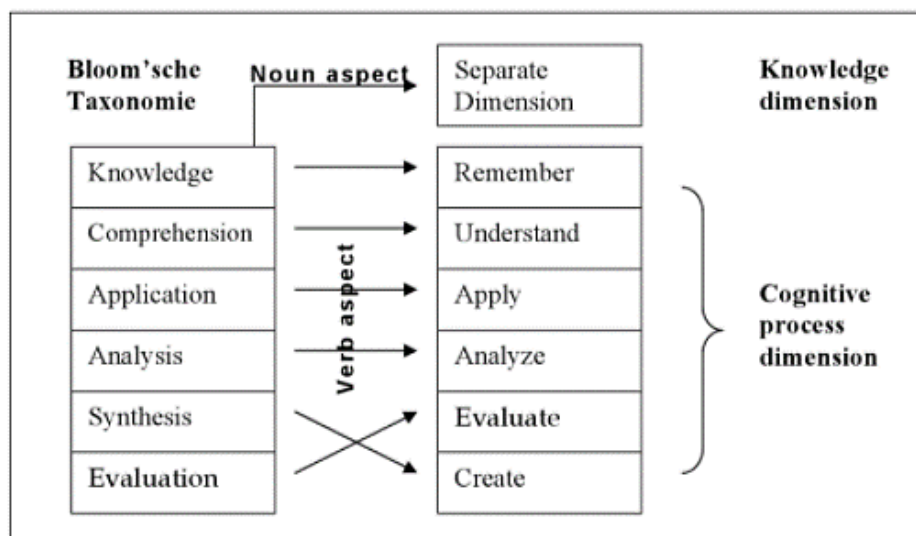 Bloom'sche
Taxonomie
Noun aspect
Separate
Dimension
Knowledge
dimension
Knowledge
Remember
Comprehension
Understand
Application
Apply
Analysis
Analyze
Synthesis
Evaluate
Evaluation
Create
Verb aspect
Cognitive
process
dimension